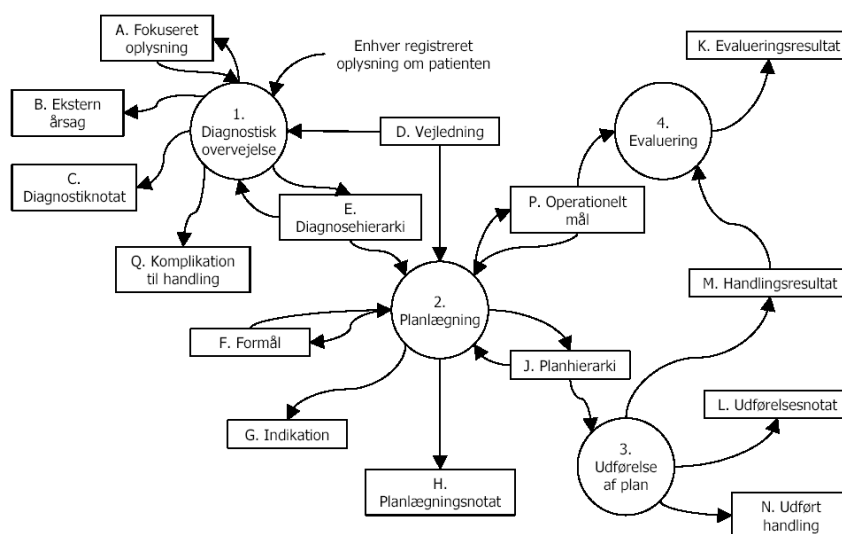 A. Fokuseret
oplysning
Enhver registreret
oplysning om patienten
K. Evalueringsresultat
B. Ekstern
årsag
1.
Diagnostisk
overvejelse
D. Vejledning
4.
Evaluering
C.
Diagnostiknotat
E.
Diagnosehierarki
P. Operationelt
mål
Q. Komplikation
til handling
M. Handlingsresultat
2.
Planlægning
F. Formål
J. Planhierarki
G. Indikation
L. Udførelsesnotat
3.
Udførelse
af plan
H.
Planlægningsnotat
N. Udført
handling